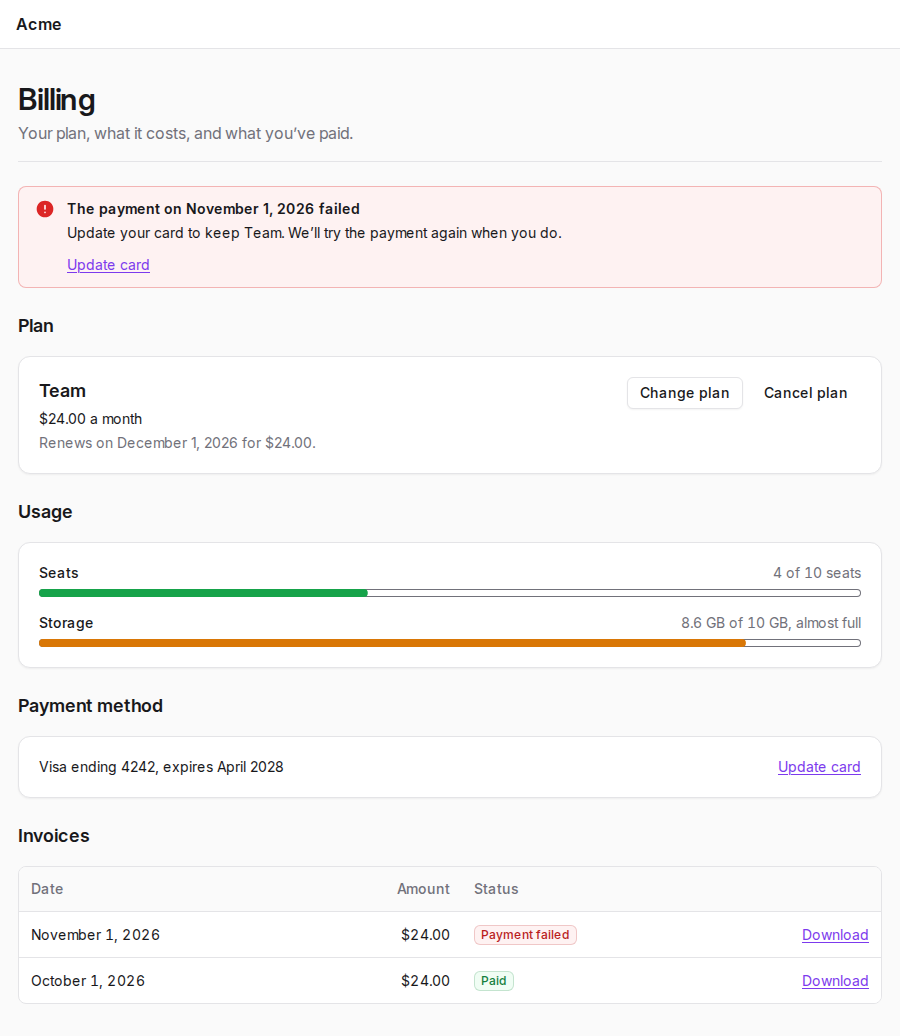 Acme
Billing
Your plan, what it costs, and what you’ve paid.
The payment on November 1, 2026 failed
Update your card to keep Team. We’ll try the payment again when you do.
Update card
Plan
Team
Change plan
Cancel plan
$24.00 a month
Renews on December 1, 2026 for $24.00.
Usage
Seats
4 of 10 seats
Storage
8.6 GB of 10 GB, almost full
Payment method
Visa ending 4242, expires April 2028
Update card
Invoices
Date Amount Status
November 1, 2026 $24.00 Payment failed Download
October 1, 2026 $24.00 Paid Download